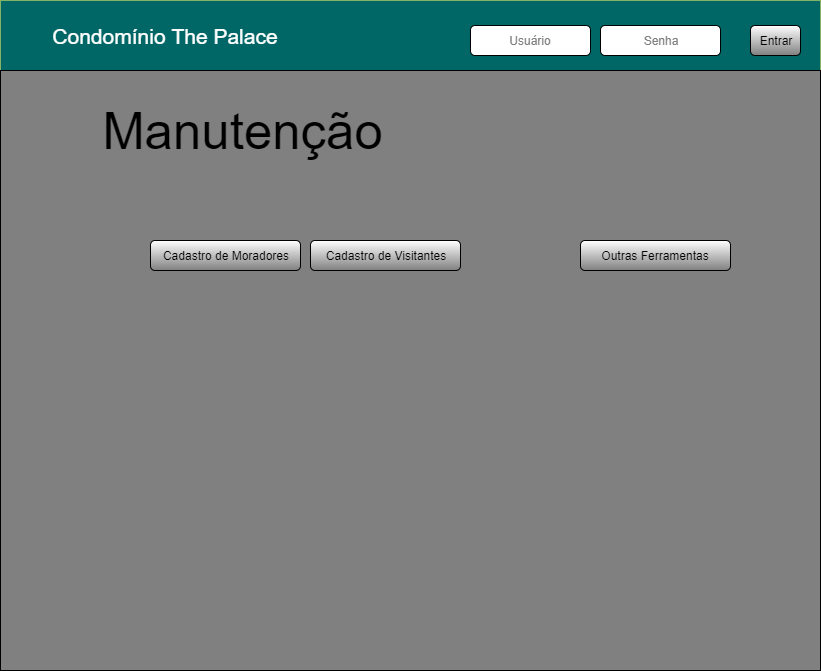 Condomínio The Palace
Usuário
Senha
Entrar
Manutenção
Cadastro de Moradores
Cadastro de Visitantes
Outras Ferramentas